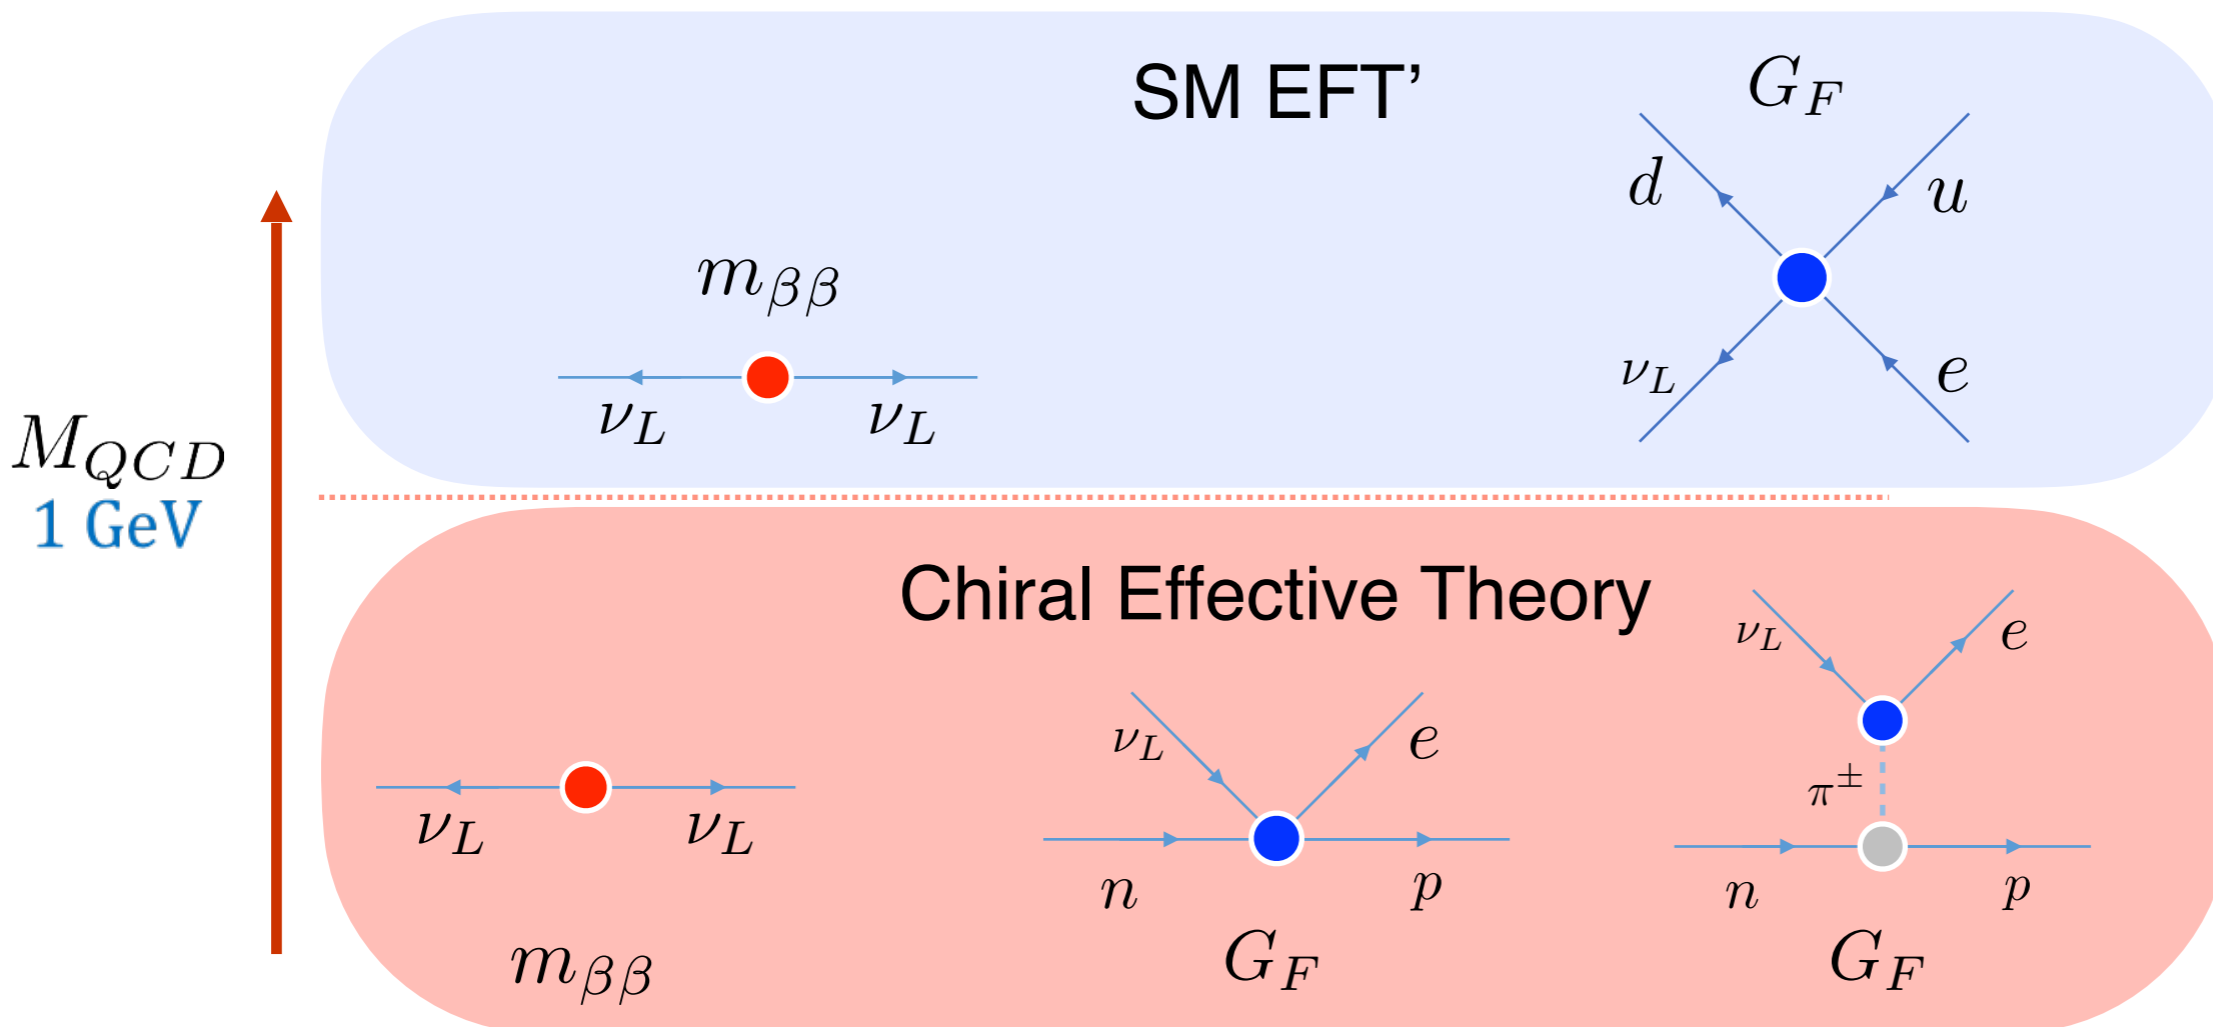 SM EFT’
G_F
d
u
m_{ββ}
ν_L
ν_L
ν_L
e
M_{QCD}
1 GeV
Chiral Effective Theory
ν_L
e
ν_L
e
π^±
ν_L
ν_L
n
p
n
p
m_{ββ}
G_F
G_F